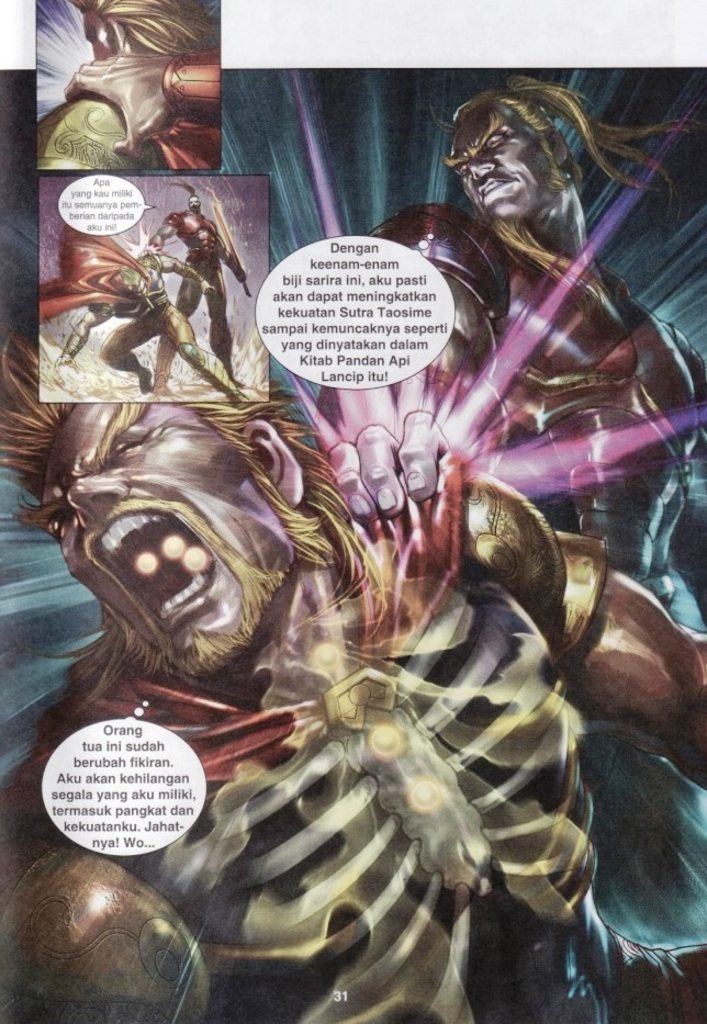 Apa
yang kau miliki
itu semuanya pem-
berian daripada
aku ini!
Dengan
keenam-enam
biji sarira ini, aku pasti
akan dapat meningkatkan
kekuatan Sutra Taosime
sampai kemuncaknya seperti
yang dinyatakan dalam
Kitab Pandan Api
Lancip itu!
Orang
tua ini sudah
berubah fikiran.
Aku akan kehilangan
segala yang aku miliki,
termasuk pangkat dan
kekuatanku. Jahat-
nya! Wo...
31